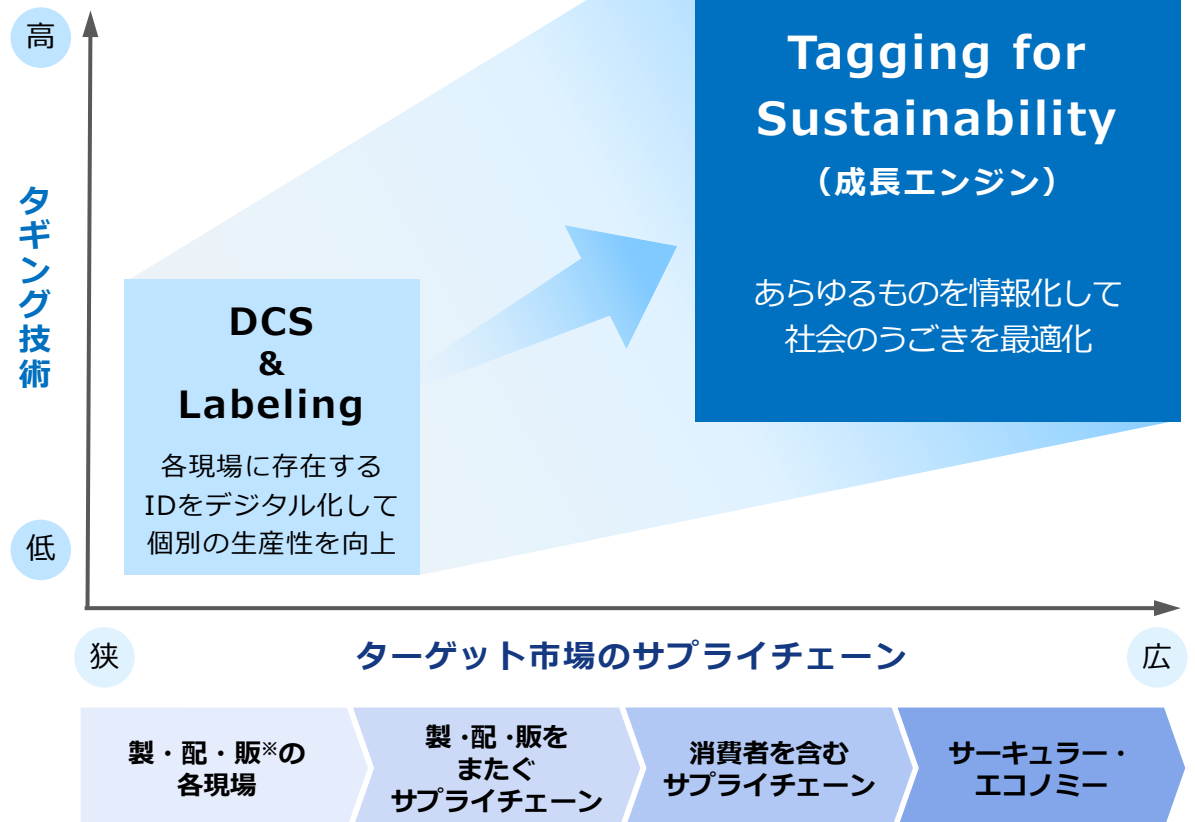 高
Tagging for
Sustainability
（成長エンジン）
あらゆるものを情報化して
社会のうごきを最適化
タギング技術
DCS
&
Labeling
各現場に存在する
IDをデジタル化して
個別の生産性を向上
低
狭
ターゲット市場のサプライチェーン
広
製・配・販※の
各現場
製・配・販を
またぐ
サプライチェーン
消費者を含む
サプライチェーン
サーキュラー・
エコノミー